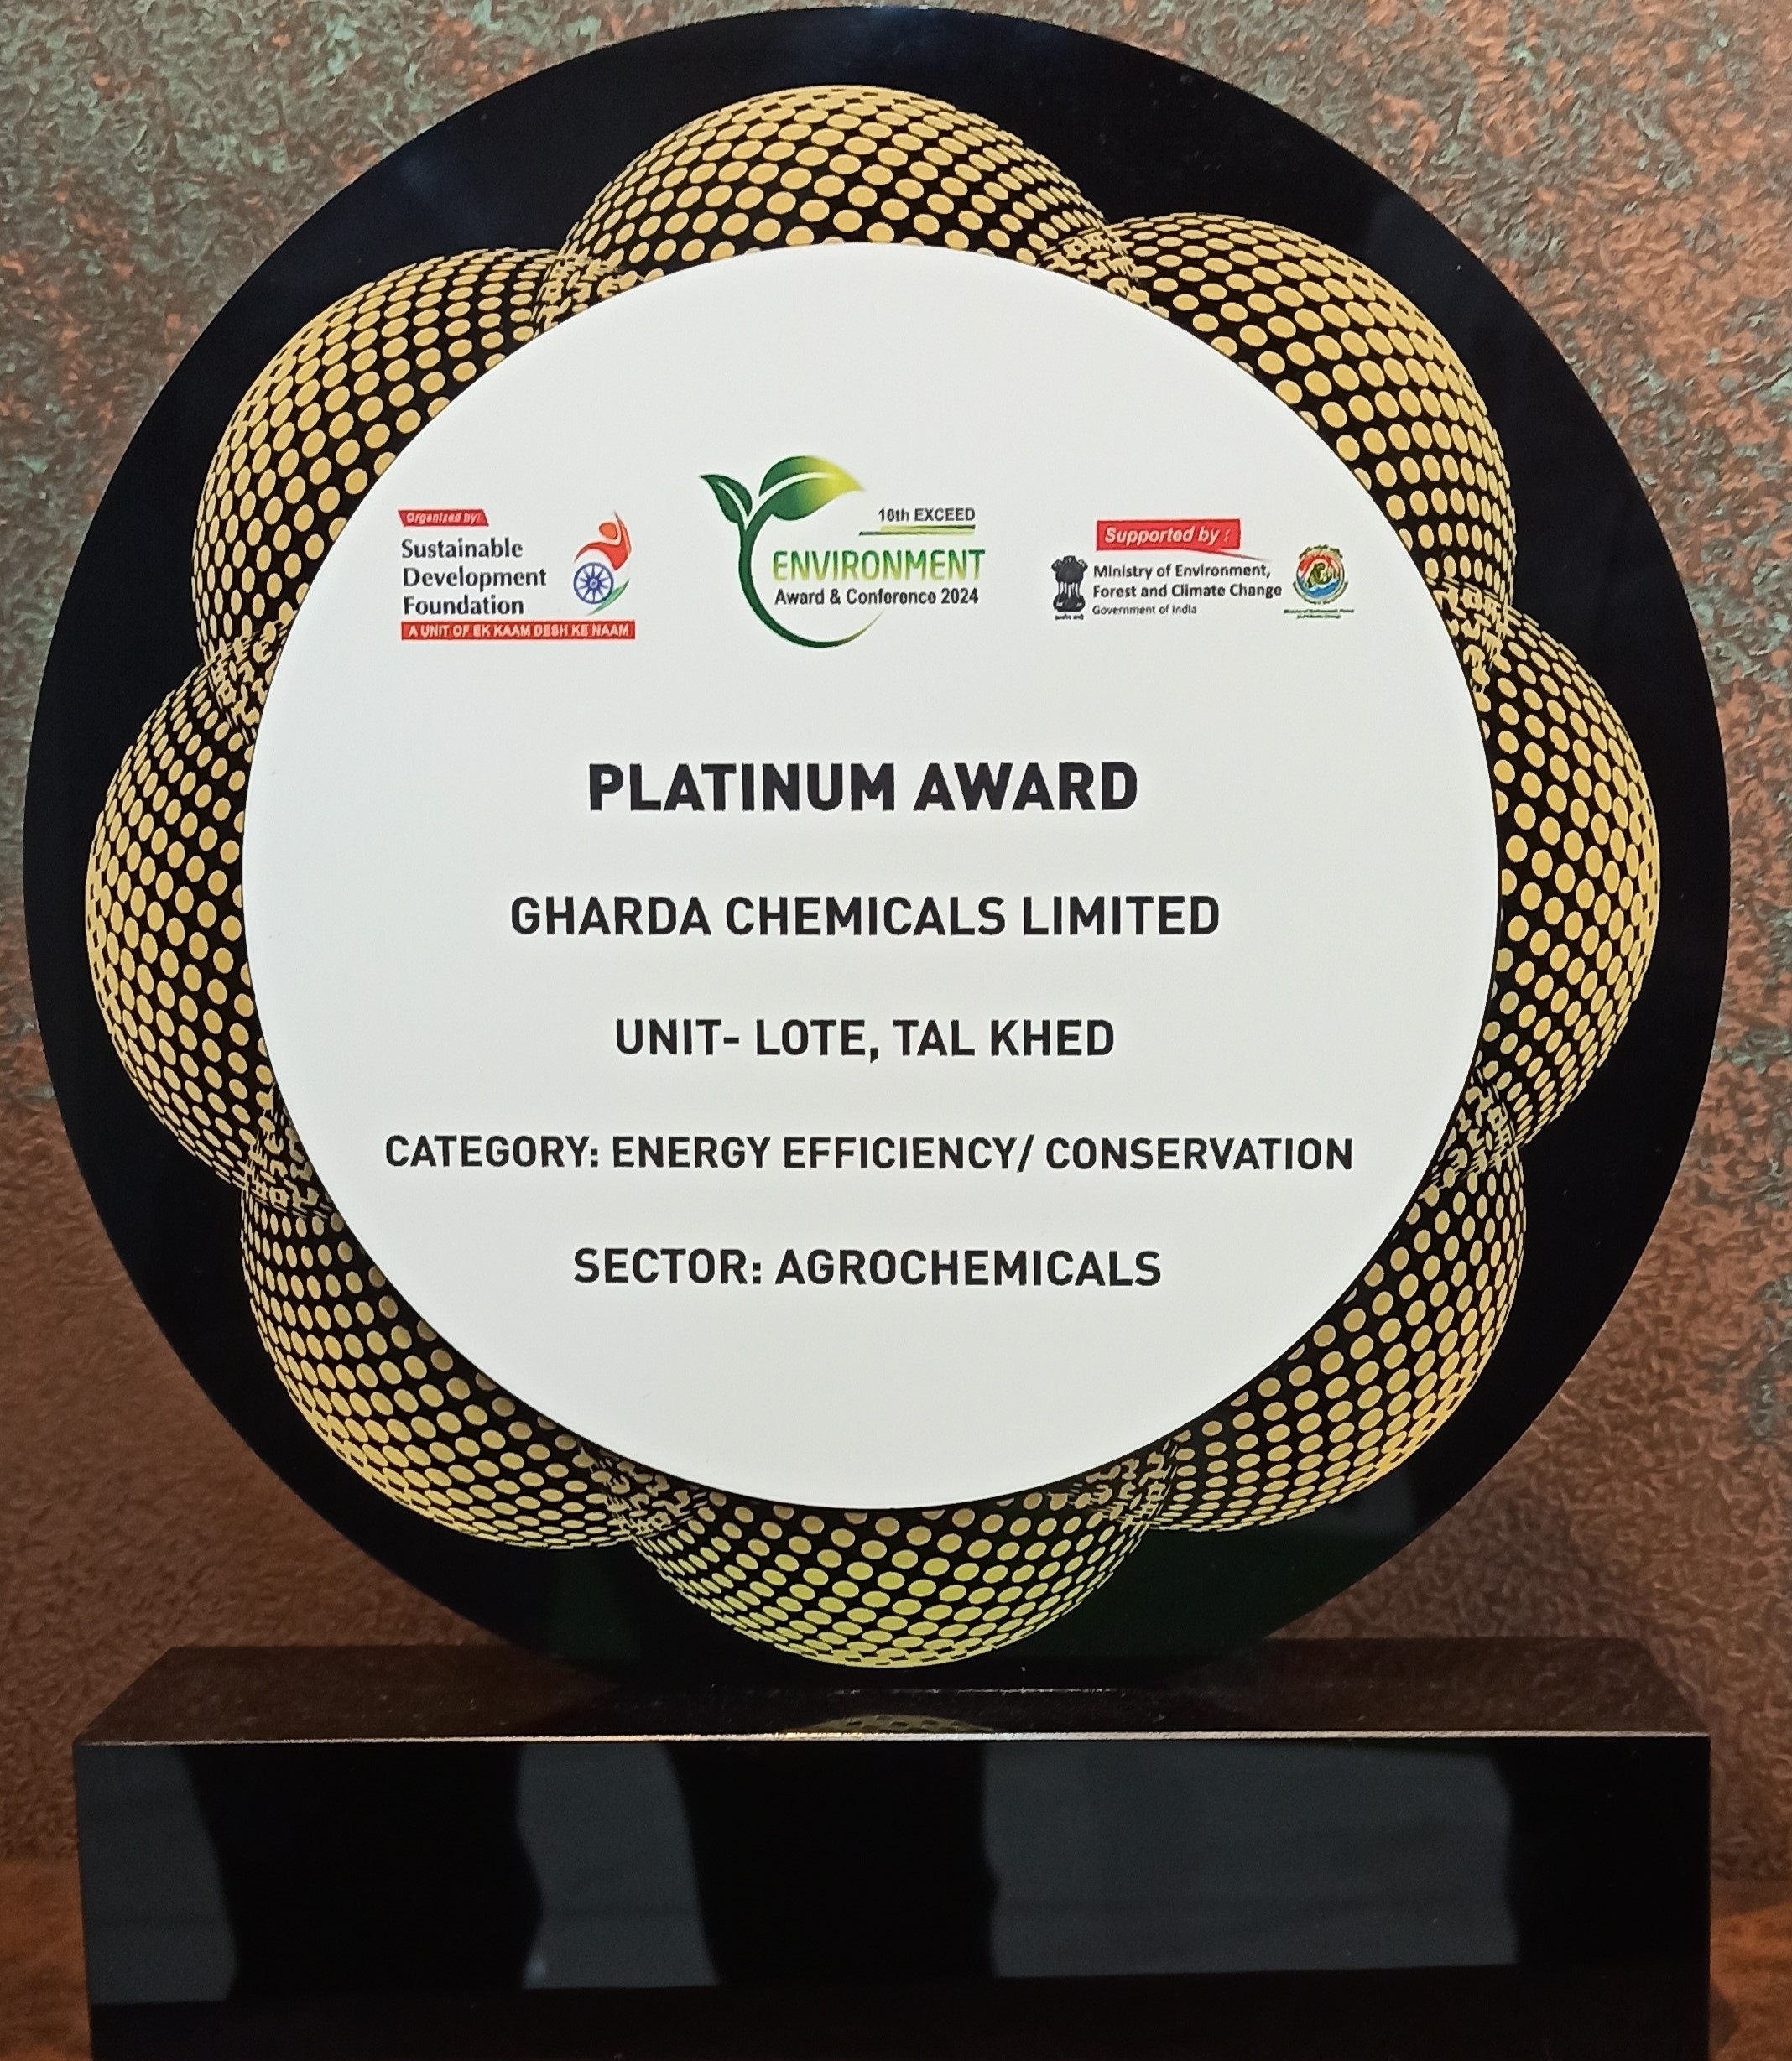 Organized by:
Sustainable
Development
Foundation
A UNIT OF EK KAAM DESH KE NAAM
16th EXCEED
ENVIRONMENT
Award & Conference 2024
Supported by :
Ministry of Environment,
Forest and Climate Change
Government of India
PLATINUM AWARD
GHARDA CHEMICALS LIMITED
UNIT- LOTE, TAL KHED
CATEGORY: ENERGY EFFICIENCY/ CONSERVATION
SECTOR: AGROCHEMICALS